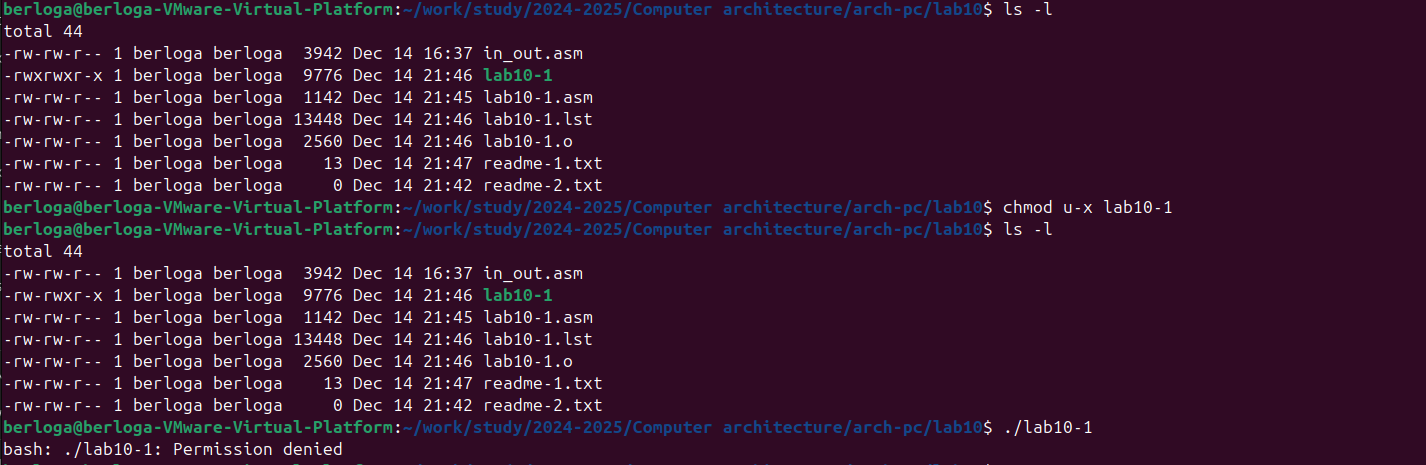 berloga@berloga-VMware-Virtual-Platform:~/work/study/2024-2025/Computer architecture/arch-pc/lab10$ ls -l
total 44
-rw-rw-r-- 1 berloga berloga  3942 Dec 14 16:37 in_out.asm
-rwxrwxr-x 1 berloga berloga  9776 Dec 14 21:46 lab10-1
-rw-rw-r-- 1 berloga berloga  1142 Dec 14 21:45 lab10-1.asm
-rw-rw-r-- 1 berloga berloga 13448 Dec 14 21:46 lab10-1.lst
-rw-rw-r-- 1 berloga berloga  2560 Dec 14 21:46 lab10-1.o
-rw-rw-r-- 1 berloga berloga    13 Dec 14 21:47 readme-1.txt
-rw-rw-r-- 1 berloga berloga     0 Dec 14 21:42 readme-2.txt
berloga@berloga-VMware-Virtual-Platform:~/work/study/2024-2025/Computer architecture/arch-pc/lab10$ chmod u-x lab10-1
berloga@berloga-VMware-Virtual-Platform:~/work/study/2024-2025/Computer architecture/arch-pc/lab10$ ls -l
total 44
-rw-rw-r-- 1 berloga berloga  3942 Dec 14 16:37 in_out.asm
-rw-rwxr-x 1 berloga berloga  9776 Dec 14 21:46 lab10-1
-rw-rw-r-- 1 berloga berloga  1142 Dec 14 21:45 lab10-1.asm
-rw-rw-r-- 1 berloga berloga 13448 Dec 14 21:46 lab10-1.lst
-rw-rw-r-- 1 berloga berloga  2560 Dec 14 21:46 lab10-1.o
-rw-rw-r-- 1 berloga berloga    13 Dec 14 21:47 readme-1.txt
-rw-rw-r-- 1 berloga berloga     0 Dec 14 21:42 readme-2.txt
berloga@berloga-VMware-Virtual-Platform:~/work/study/2024-2025/Computer architecture/arch-pc/lab10$ ./lab10-1
bash: ./lab10-1: Permission denied